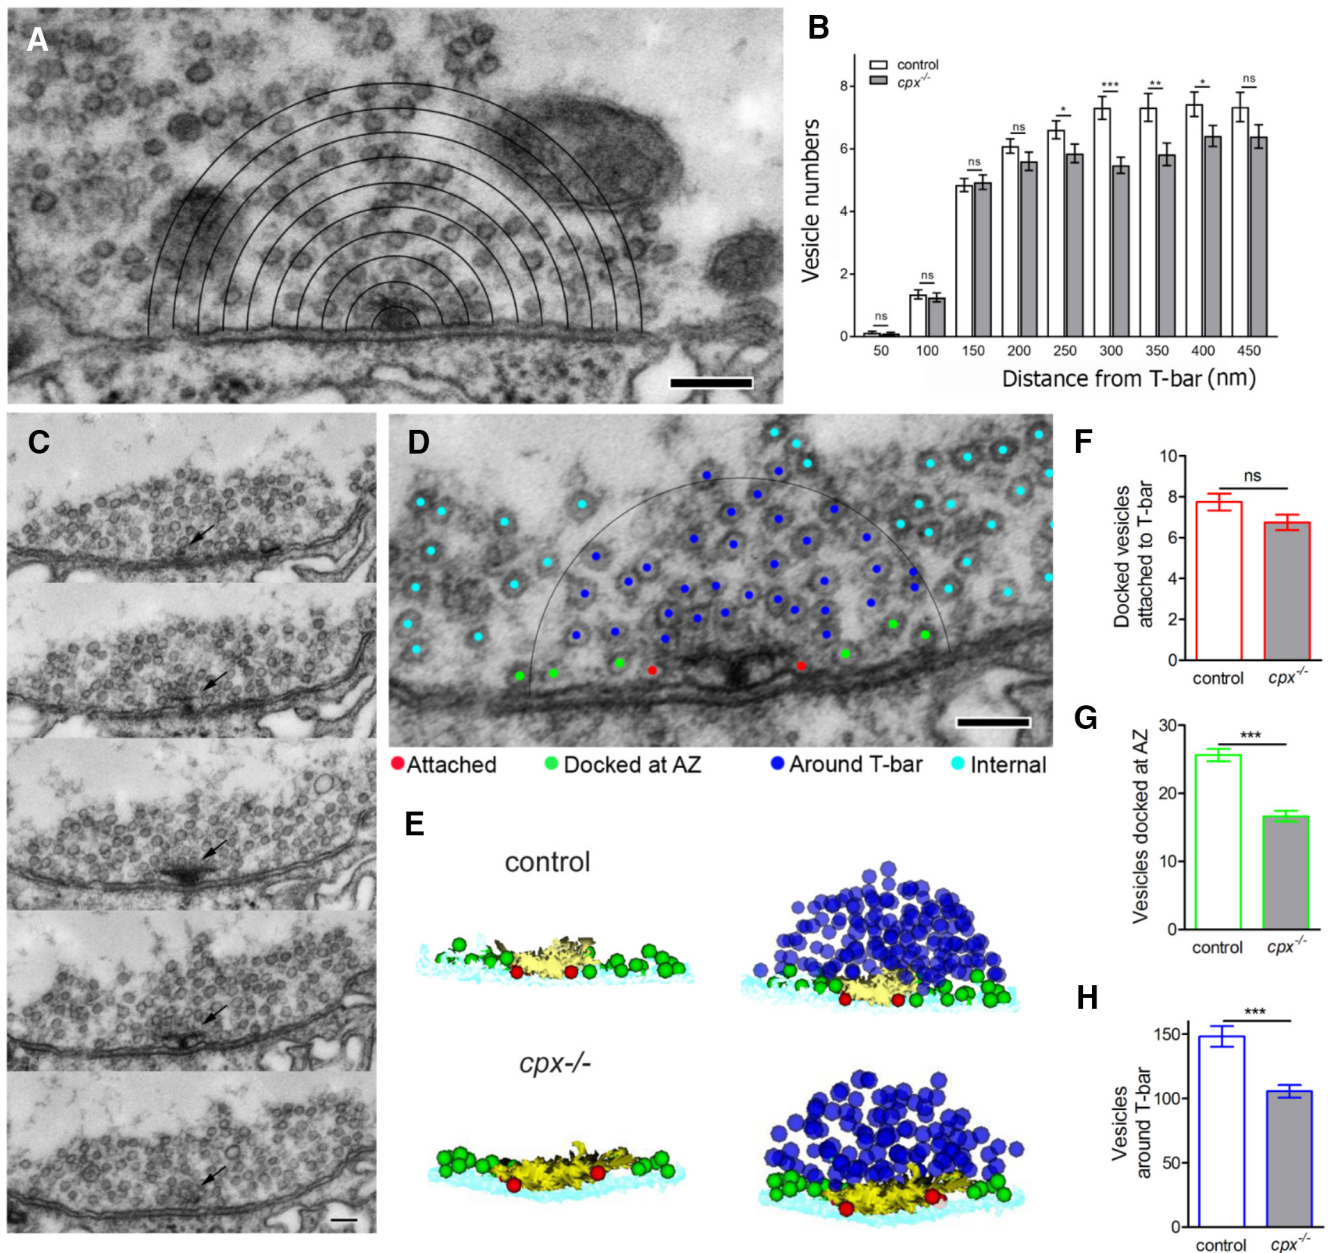 A
B
control
cpx-/-
Vesicle numbers
8
6
4
2
0
ns
ns
ns
ns
*
***
**
*
ns
50 100 150 200 250 300 350 400 450
Distance from T-bar (nm)
C
D
Attached Docked at AZ Around T-bar Internal
E
control
cpx-/-
F
Docked vesicles
attached to T-bar
10
8
6
4
2
0
ns
control cpx-/-
G
Vesicles docked at AZ
30
20
10
0
***
control cpx-/-
H
Vesicles
around T-bar
150
100
50
0
***
control cpx-/-